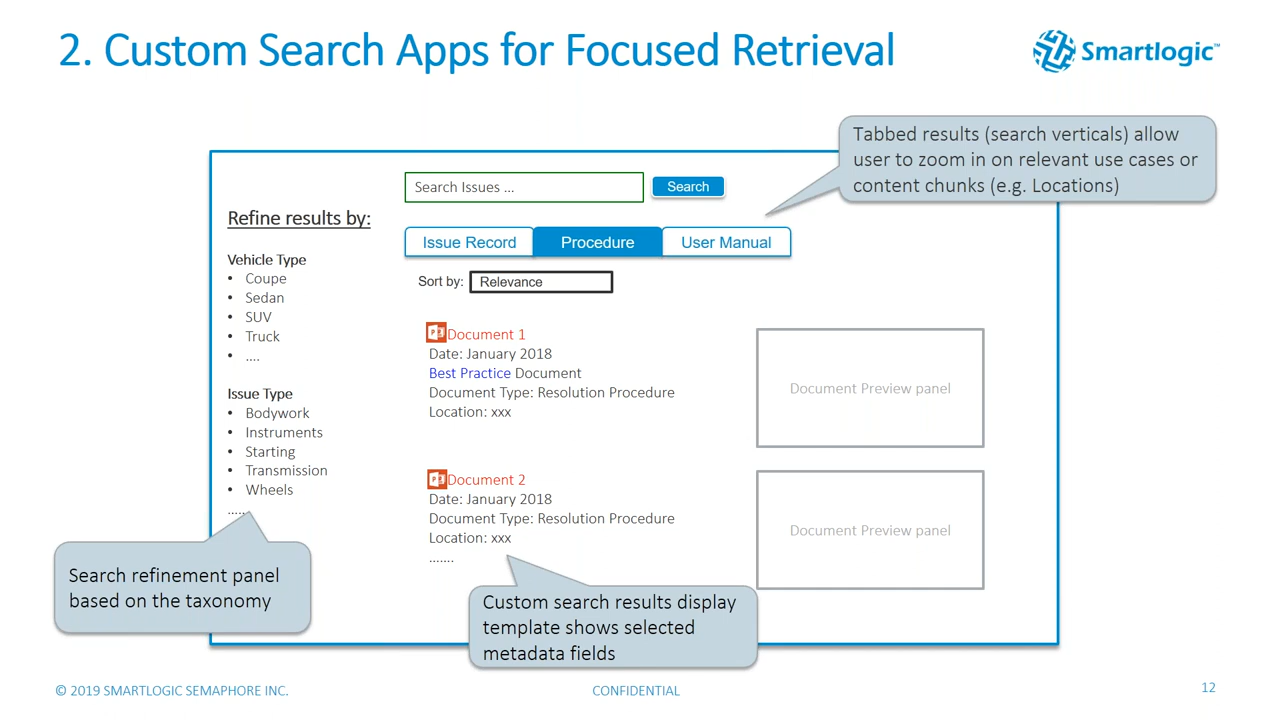 2. Custom Search Apps for Focused Retrieval
Smartlogic™
Tabbed results (search verticals) allow
user to zoom in on relevant use cases or
content chunks (e.g. Locations)
Search Issues ...
Search
Refine results by:
Issue Record
Procedure
User Manual
Vehicle Type
• Coupe
• Sedan
• SUV
• Truck
• ....
Sort by:
Relevance
Issue Type
• Bodywork
• Instruments
• Starting
• Transmission
• Wheels
......
Document 1
Date: January 2018
Best Practice Document
Document Type: Resolution Procedure
Location: xxx
Document Preview panel
Document 2
Date: January 2018
Document Type: Resolution Procedure
Location: xxx
.......
Document Preview panel
Search refinement panel
based on the taxonomy
Custom search results display
template shows selected
metadata fields
© 2019 SMARTLOGIC SEMAPHORE INC.
CONFIDENTIAL
12